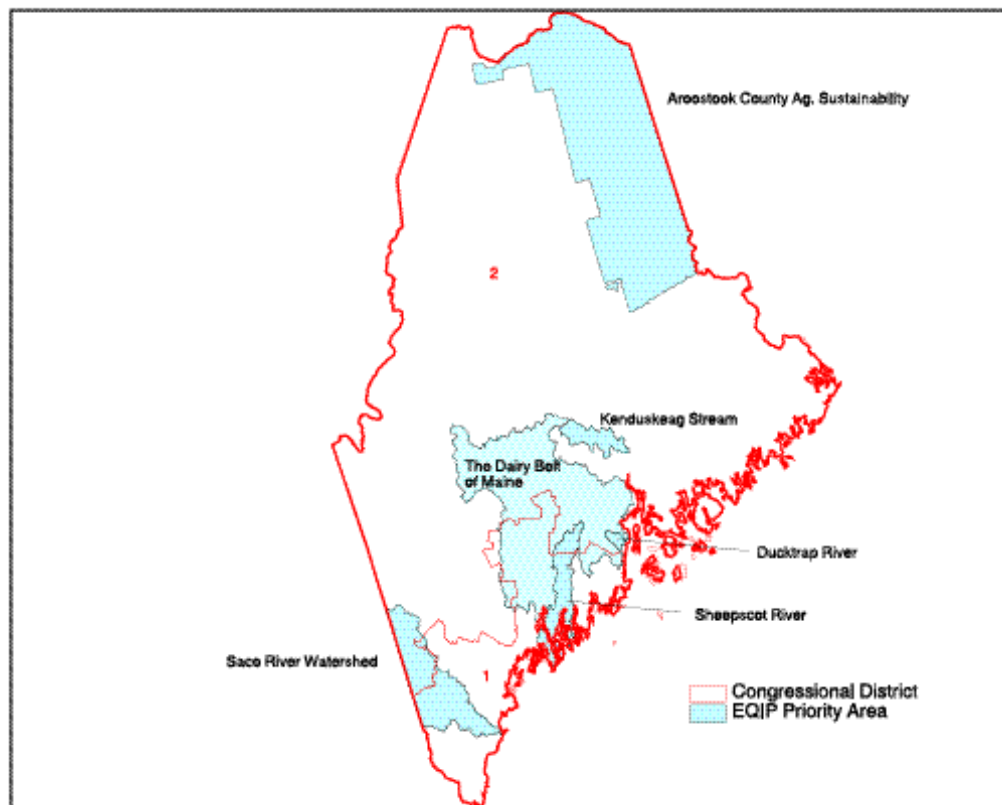 Aroostook County Ag. Sustainability
2
Kenduskeag Stream
The Dairy Belt
of Maine
Ducktrap River
Sheepscot River
Saco River Watershed
1
Congressional District
EQIP Priority Area